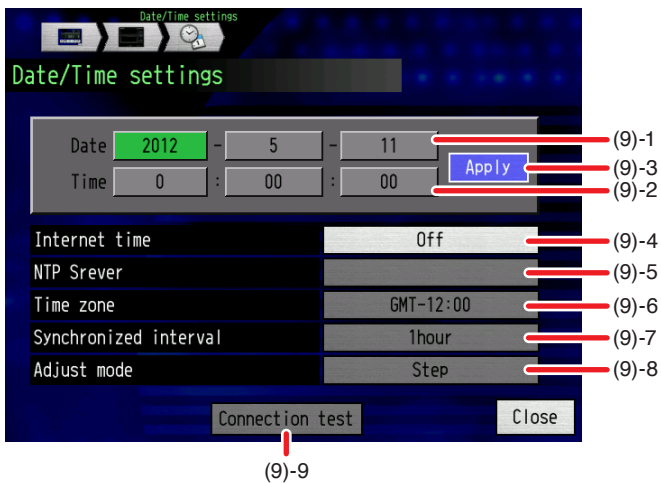 Date/Time settings
Date/Time settings
Date 2012 - 5 - 11 (9)-1
Apply (9)-3
Time 0 : 00 : 00 (9)-2
Internet time Off (9)-4
NTP Srever (9)-5
Time zone GMT-12:00 (9)-6
Synchronized interval 1hour (9)-7
Adjust mode Step (9)-8
Connection test Close
(9)-9